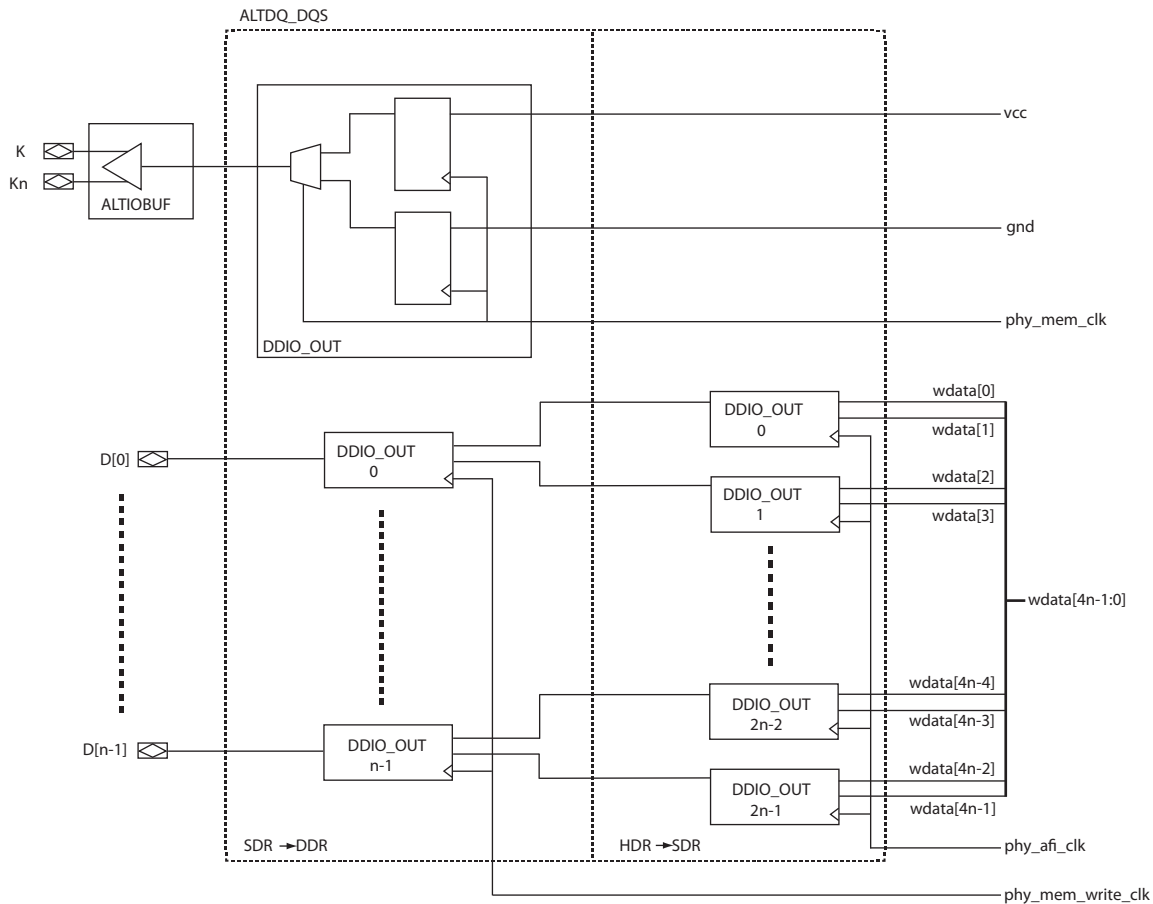 ALTDQ_DQS
vcc
K
Kn
ALTIOBUF
gnd
phy_mem_clk
DDIO_OUT
wdata[0]
DDIO_OUT
0
wdata[1]
D[0]
DDIO_OUT
0
wdata[2]
DDIO_OUT
1
wdata[3]
wdata[4n-1:0]
wdata[4n-4]
DDIO_OUT
2n-2
wdata[4n-3]
D[n-1]
DDIO_OUT
n-1
wdata[4n-2]
DDIO_OUT
2n-1
wdata[4n-1]
SDR → DDR
HDR → SDR
phy_afi_clk
phy_mem_write_clk